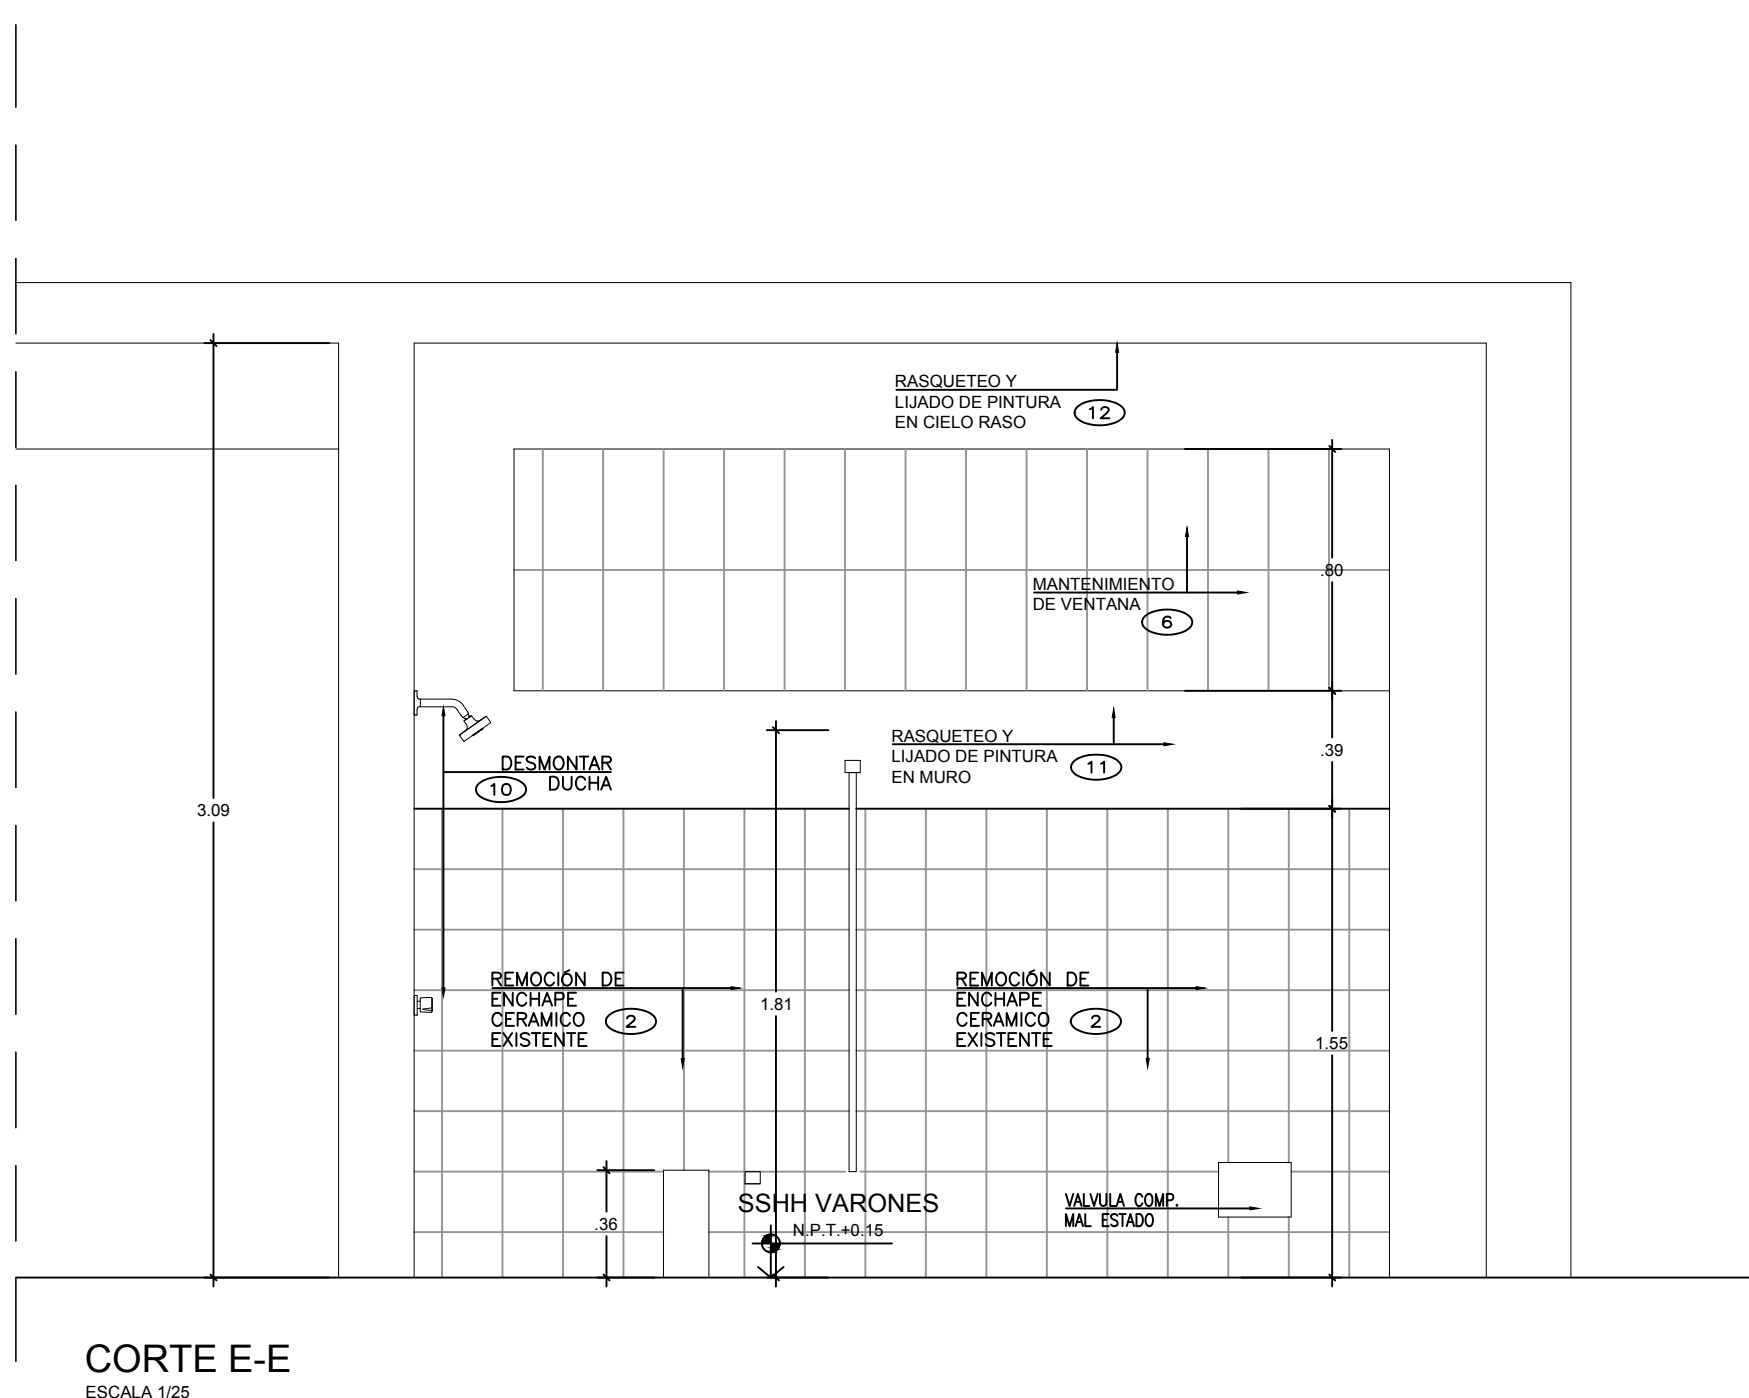 RASQUETEO Y
LIJADO DE PINTURA
EN CIELO RASO
12
.80
MANTENIMIENTO
DE VENTANA
6
RASQUETEO Y
LIJADO DE PINTURA
EN MURO
11
.39
DESMONTAR
DUCHA
10
3.09
REMOCIÓN DE
ENCHAPE
CERAMICO
EXISTENTE
2
1.81
REMOCIÓN DE
ENCHAPE
CERAMICO
EXISTENTE
2
1.55
.36
SSHH VARONES
N.P.T.+0.15
VALVULA COMP.
MAL ESTADO
CORTE E-E
ESCALA 1/25